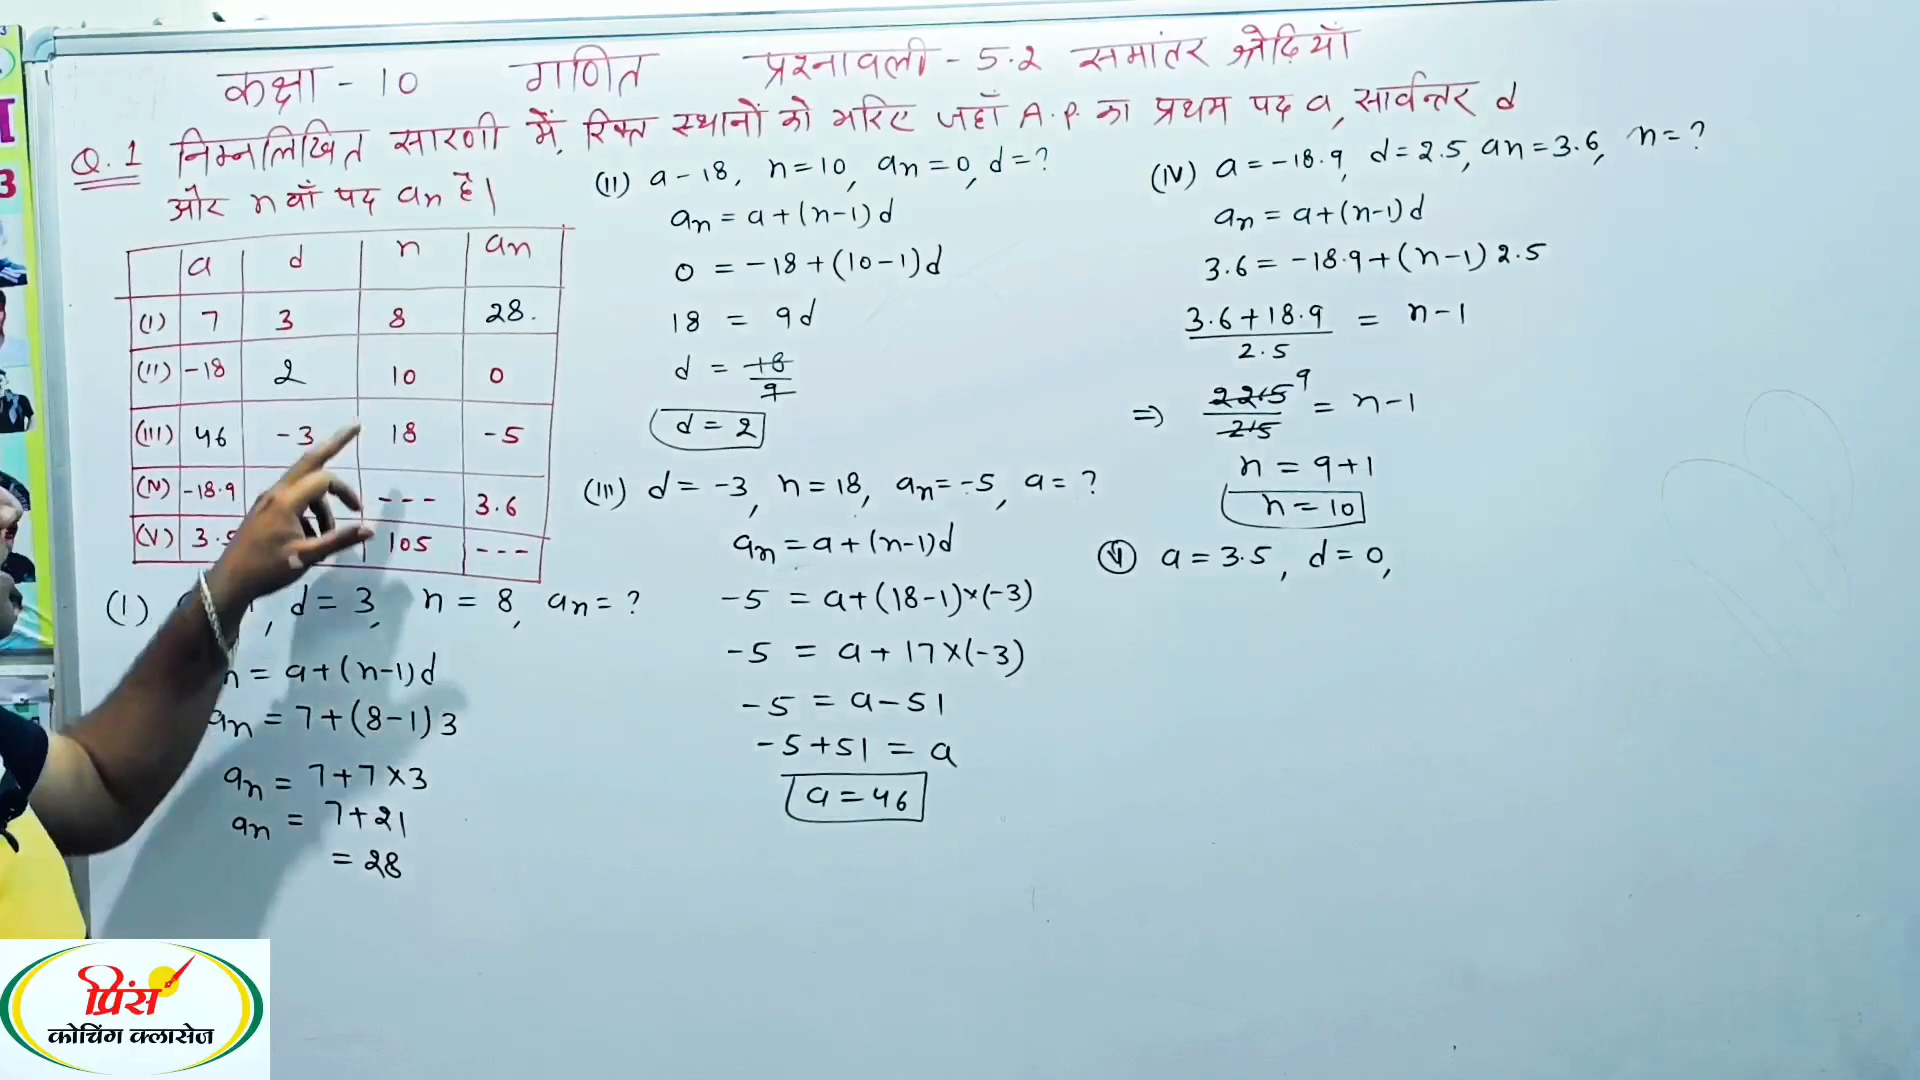 कक्षा - 10 गणित प्रश्नावली - 5.2 समांतर श्रेढ़ियाँ
Q.1 निम्नलिखित सारणी में, रिक्त स्थानों को भरिए जहाँ A.P. का प्रथम पद a, सार्वन्तर d
और n वाँ पद an है।
a d n an
(I) 7 3 8 28.
(II) -18 2 10 0
(III) 46 -3 18 -5
(IV) -18.9 --- 3.6
(V) 3.5 105 ---
(I) d = 3, n = 8, an = ?
n = a+(n-1)d
an = 7+(8-1)3
an = 7+7×3
an = 7+21
= 28
(II) a-18, n=10, an=0, d=?
an = a+(n-1)d
0 = -18+(10-1)d
18 = 9d
d = 18/9
d = 2
(III) d = -3, n = 18, an = -5, a = ?
an = a+(n-1)d
-5 = a+(18-1)×(-3)
-5 = a+17×(-3)
-5 = a-51
-5+51 = a
a = 46
(IV) a = -18.9, d = 2.5, an = 3.6, n = ?
an = a+(n-1)d
3.6 = -18.9+(n-1)2.5
3.6+18.9/2.5 = n-1
⇒ 22.5/2.5 9 = n-1
n = 9+1
n = 10
(V) a = 3.5, d = 0,
प्रिंस
कोचिंग क्लासेज